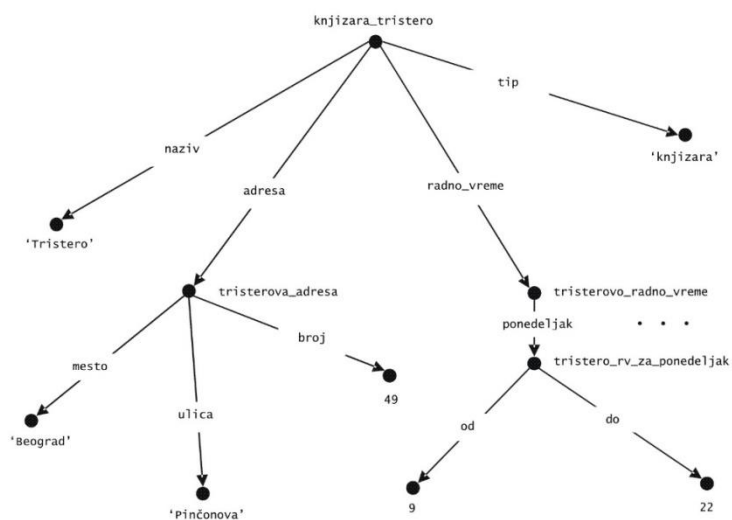 knjizara_tristero
tip
naziv
'knjizara'
adresa
radno_vreme
'Tristero'
tristerova_adresa
tristerovo_radno_vreme
ponedeljak
. . .
broj
mesto
tristero_rv_za_ponedeljak
49
ulica
od
do
'Beograd'
'Pinčonova'
9
22